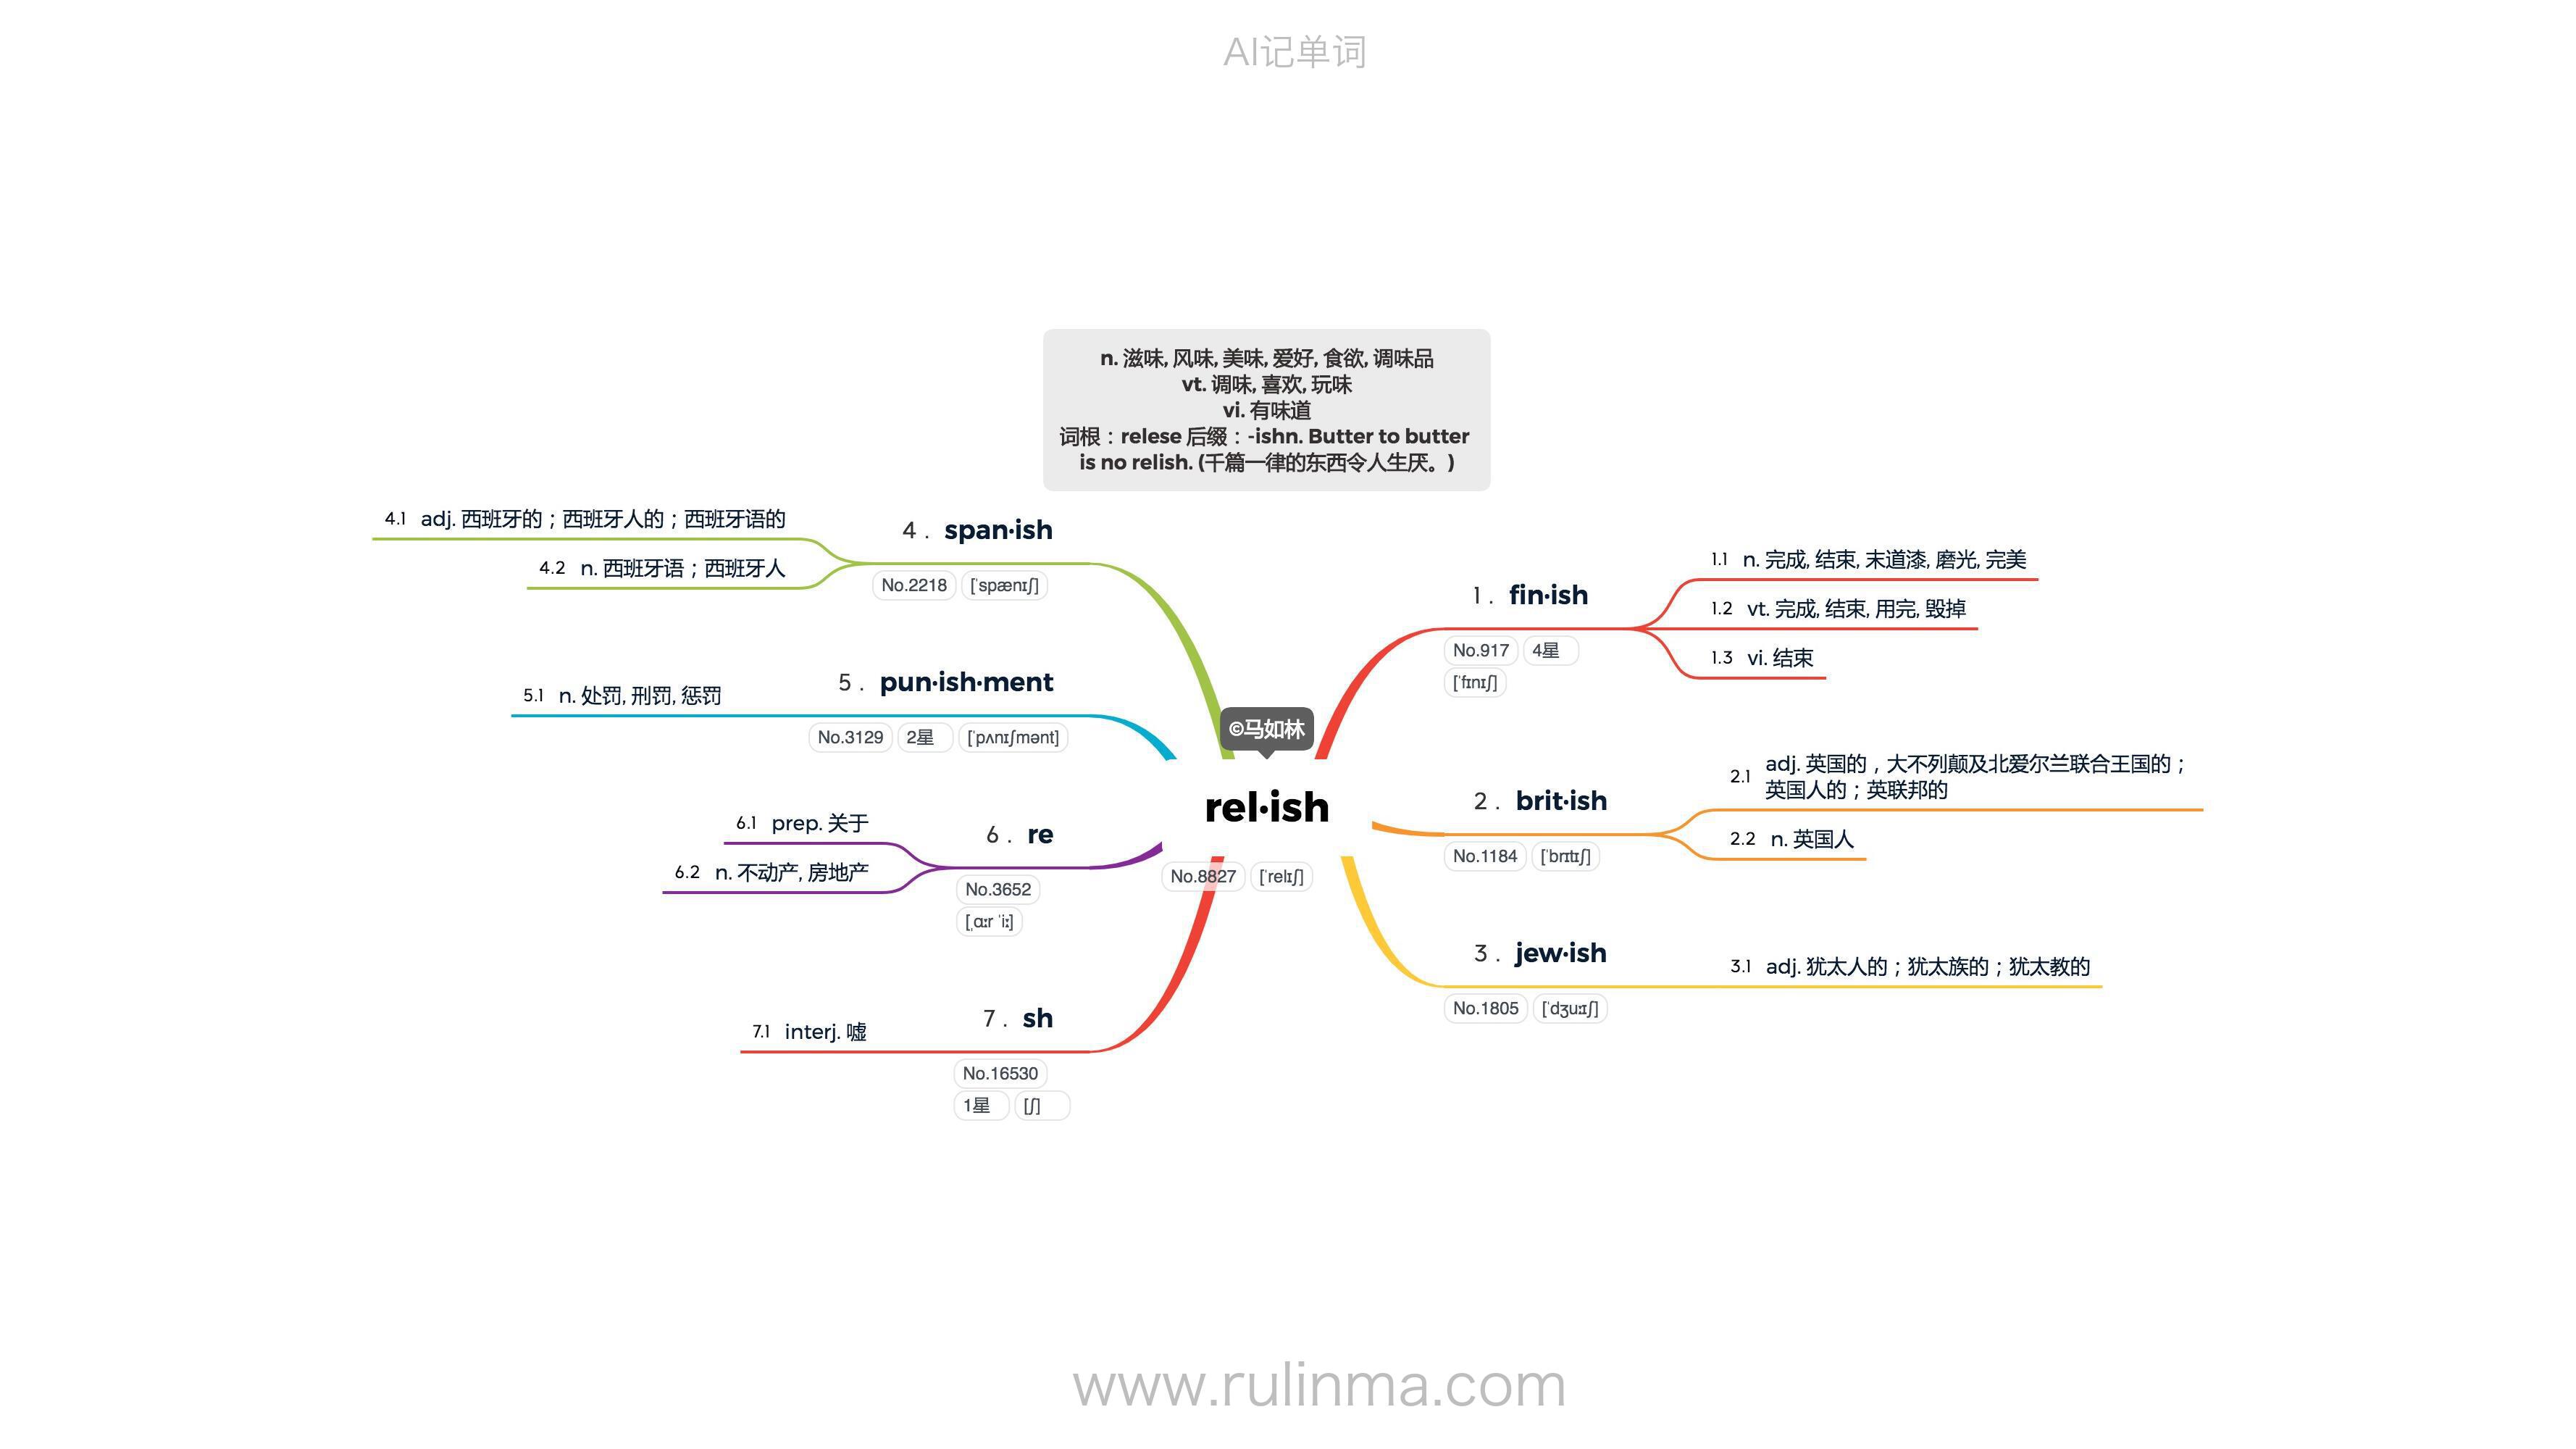 AI记单词
n. 滋味, 风味, 美味, 爱好, 食欲, 调味品
vt. 调味, 喜欢, 玩味
vi. 有味道
词根：relese 后缀：-ishn. Butter to butter
is no relish. (千篇一律的东西令人生厌。)
©马如林
rel·ish
No.8827 [ˈrelɪʃ]
1. fin·ish
No.917 4星
[ˈfɪnɪʃ]
1.1 n. 完成, 结束, 末道漆, 磨光, 完美
1.2 vt. 完成, 结束, 用完, 毁掉
1.3 vi. 结束
2. brit·ish
No.1184 [ˈbrɪtɪʃ]
2.1 adj. 英国的，大不列颠及北爱尔兰联合王国的；
英国人的；英联邦的
2.2 n. 英国人
3. jew·ish
No.1805 [ˈdʒuːɪʃ]
3.1 adj. 犹太人的；犹太族的；犹太教的
4. span·ish
No.2218 [ˈspænɪʃ]
4.1 adj. 西班牙的；西班牙人的；西班牙语的
4.2 n. 西班牙语；西班牙人
5. pun·ish·ment
No.3129 2星 [ˈpʌnɪʃmənt]
5.1 n. 处罚, 刑罚, 惩罚
6. re
No.3652
[ˌɑːr ˈiː]
6.1 prep. 关于
6.2 n. 不动产, 房地产
7. sh
No.16530
1星 [ʃ]
7.1 interj. 嘘
www.rulinma.com